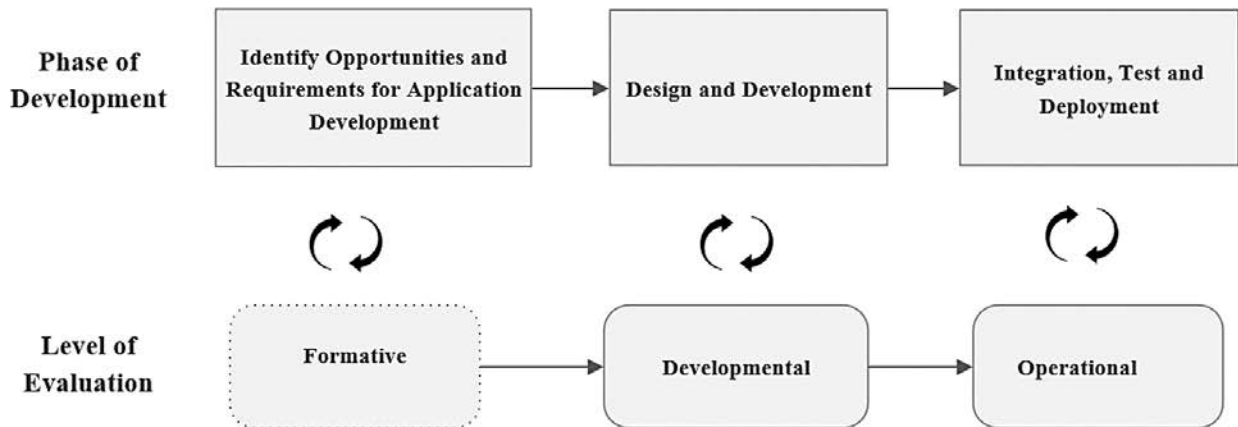 Phase of
Development
Identify Opportunities and
Requirements for Application
Development
Design and Development
Integration, Test and
Deployment
Level of
Evaluation
Formative
Developmental
Operational